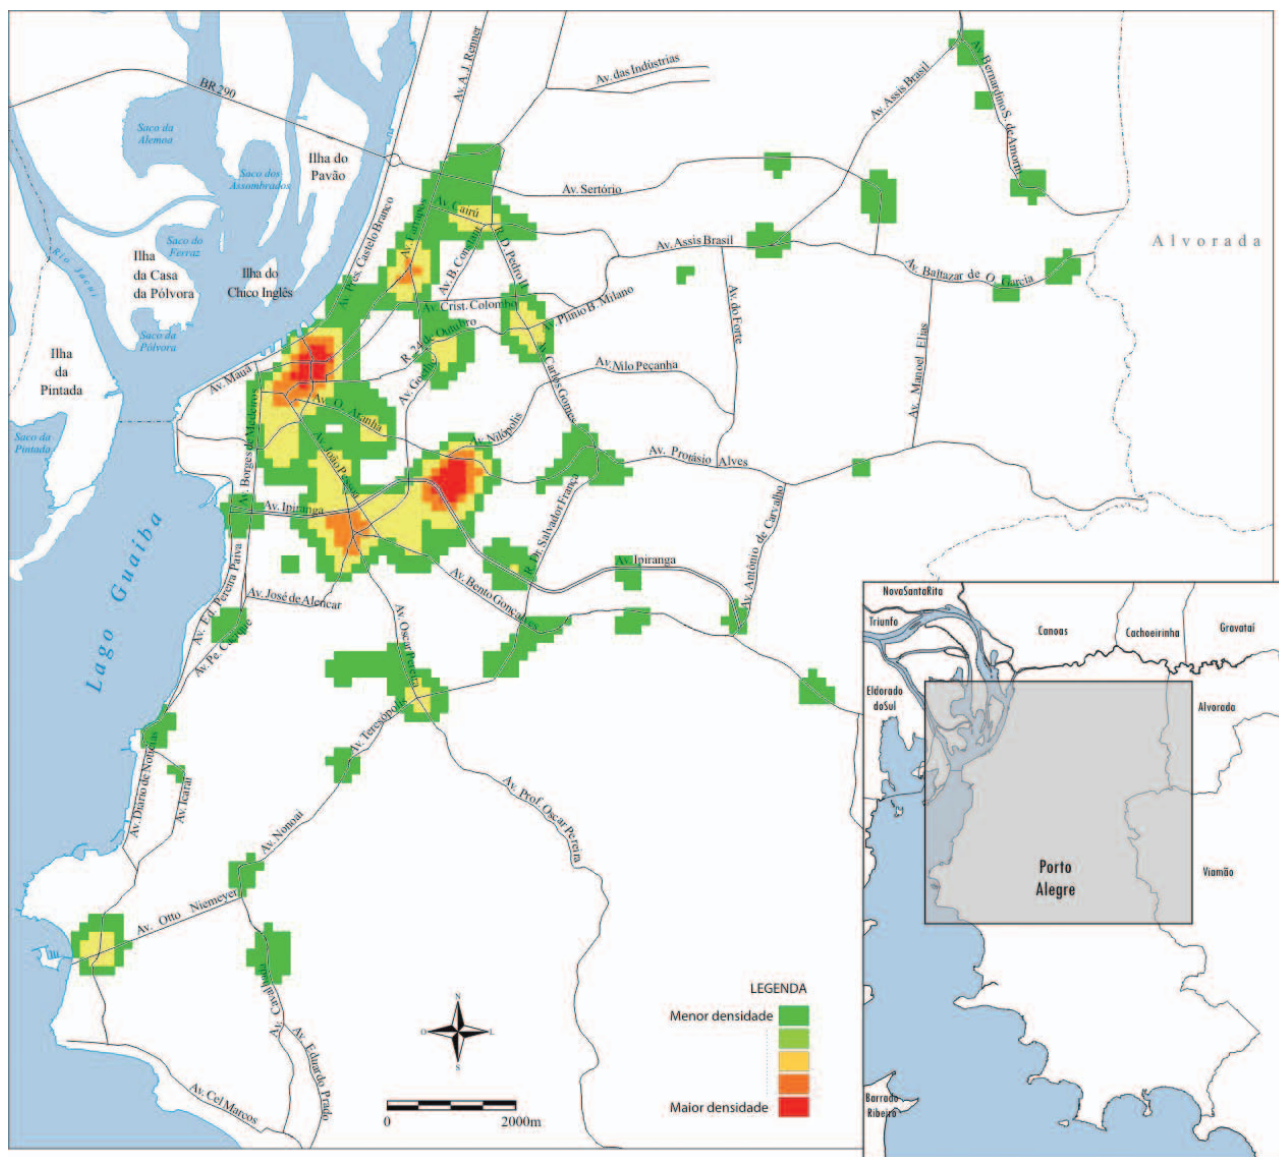 BR 290
Av. A. J. Renner
Av. das Indústrias
Av. Assis Brasil
Av. Bernardino S. de Amorim
Saco da
Alemoa
Saco dos
Assombrados
Ilha do
Pavão
Av. Sertório
Av. Pres. Castelo Branco
Av. Farrapos
Av. Cairú
Av. B. Constant
R. D. Pedro II
Av. Assis Brasil
Alvorada
Rio Jacuí
Saco do
Ferraz
Ilha
da Casa
da Pólvora
Ilha do
Chico Inglês
Av. Baltazar de O. Garcia
Av. Crist. Colombo
Av. Plinio B. Milano
Av. do Forte
Av. Manoel Elias
Saco da
Pólvora
R. 24 d. Outubro
Ilha
da
Pintada
Av. Mauá
Av. Goethe
Av. Carlos Gomes
Av. Nilo Peçanha
Av. O. Aranha
Av. Borges de Medeiros
Av. João Pessoa
Av. Nilópolis
Saco da
Pintada
Av. Protásio Alves
Av. Ipiranga
R. Dr. Salvador França
Av. Antônio de Carvalho
Lago Guaíba
Av. Ed. Pereira Paiva
Av. Bento Gonçalves
Av. Ipiranga
Av. José de Alencar
Av. Pe. Cacique
Av. Oscar Pereira
Av. Teresópolis
Av. Diário de Notícias
Av. Icaraí
Av. Nonoai
Av. Prof. Oscar Pereira
Av. Otto Niemeyer
Av. Cavalhada
Av. Eduardo Prado
Av. Cel Marcos
N
O
L
S
0
2000m
LEGENDA
Menor densidade
Maior densidade
NovaSantaRita
Triunfo
Canoas
Cachoeirinha
Gravataí
Eldorado
doSul
Alvorada
Porto
Alegre
Viamão
Barrado
Ribeiro